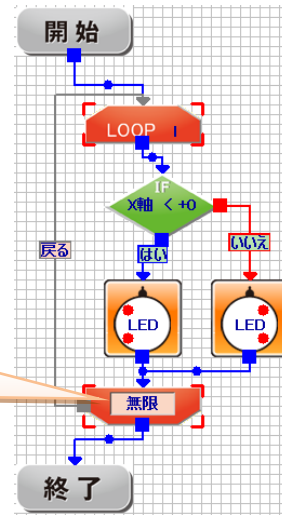 開始
LOOP I
IF
X軸 < +0
戻る
はい
いいえ
LED
LED
無限
終了